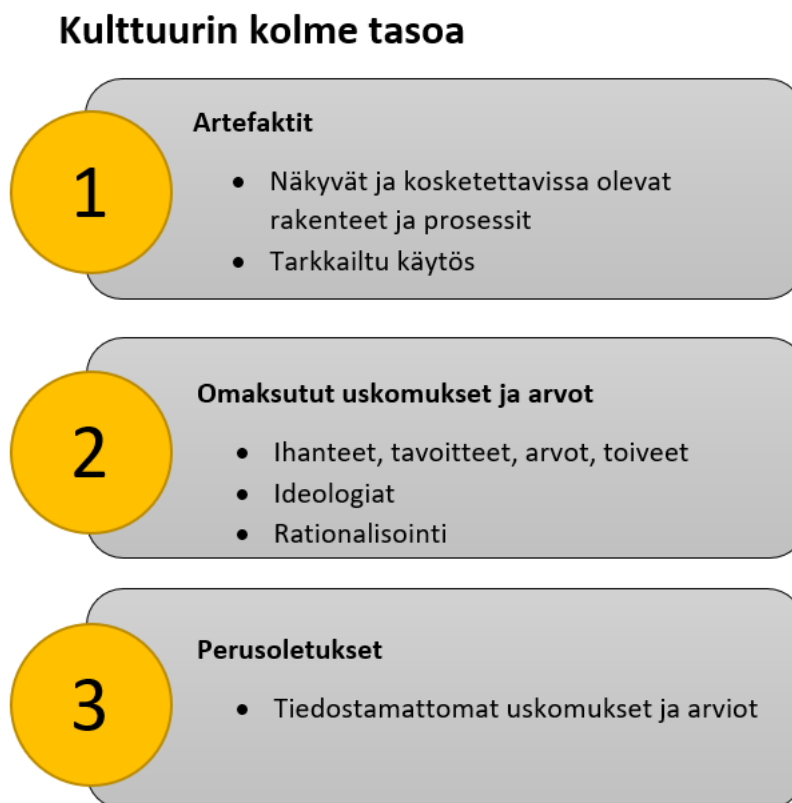 Kulttuurin kolme tasoa
1
Artefaktit
• Näkyvät ja kosketettavissa olevat
rakenteet ja prosessit
• Tarkkailtu käytös
2
Omaksutut uskomukset ja arvot
• Ihanteet, tavoitteet, arvot, toiveet
• Ideologiat
• Rationalisointi
3
Perusoletukset
• Tiedostamattomat uskomukset ja arviot